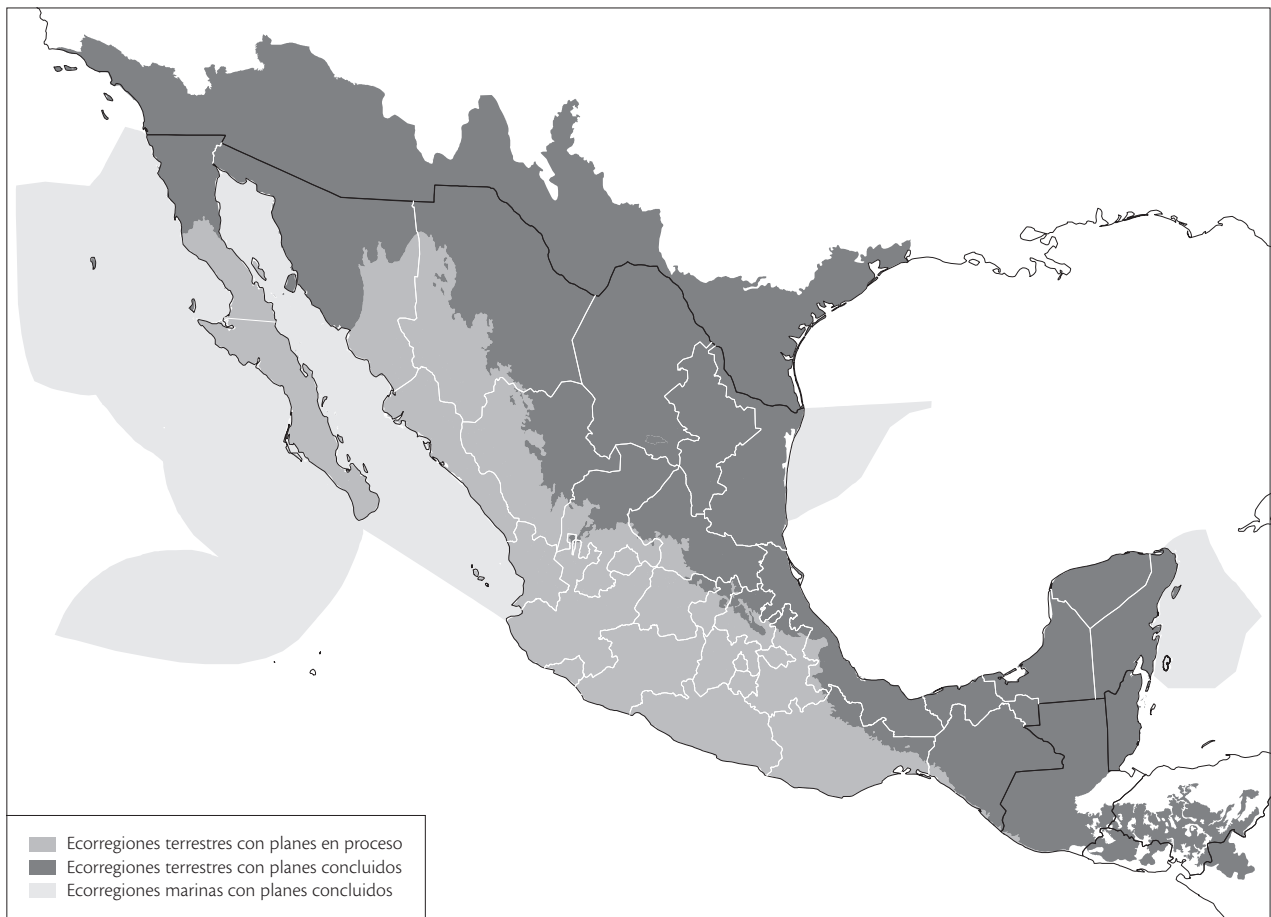 Ecorregiones terrestres con planes en proceso
Ecorregiones terrestres con planes concluidos
Ecorregiones marinas con planes concluidos